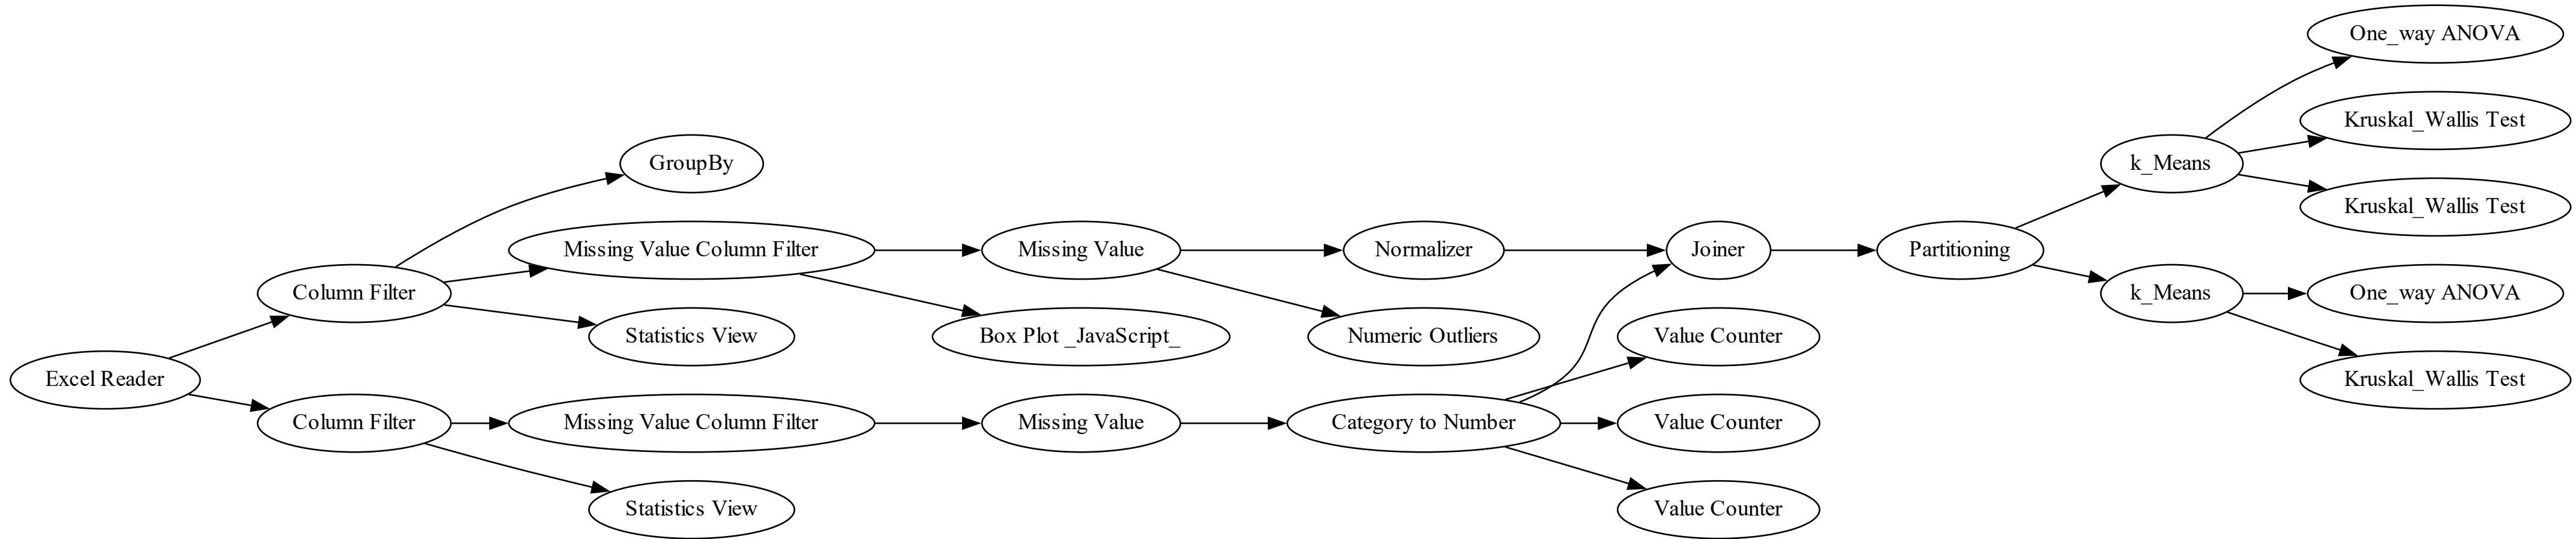 One_way ANOVA
Kruskal_Wallis Test
GroupBy
k_Means
Kruskal_Wallis Test
Missing Value Column Filter
Missing Value
Normalizer
Joiner
Partitioning
Column Filter
k_Means
One_way ANOVA
Statistics View
Box Plot _JavaScript_
Numeric Outliers
Value Counter
Excel Reader
Kruskal_Wallis Test
Column Filter
Missing Value Column Filter
Missing Value
Category to Number
Value Counter
Statistics View
Value Counter